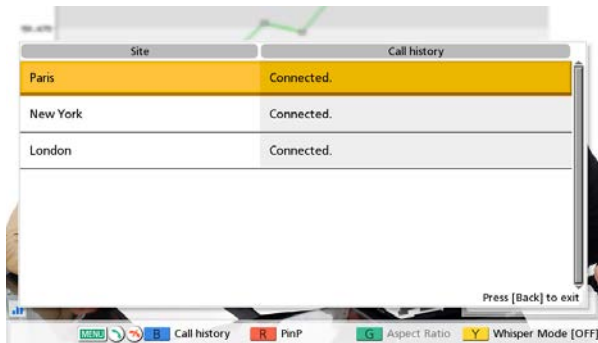 Site Call history
Paris Connected.
New York Connected.
London Connected.
Press [Back] to exit
MENU B Call history R PinP G Aspect Ratio Y Whisper Mode [OFF]